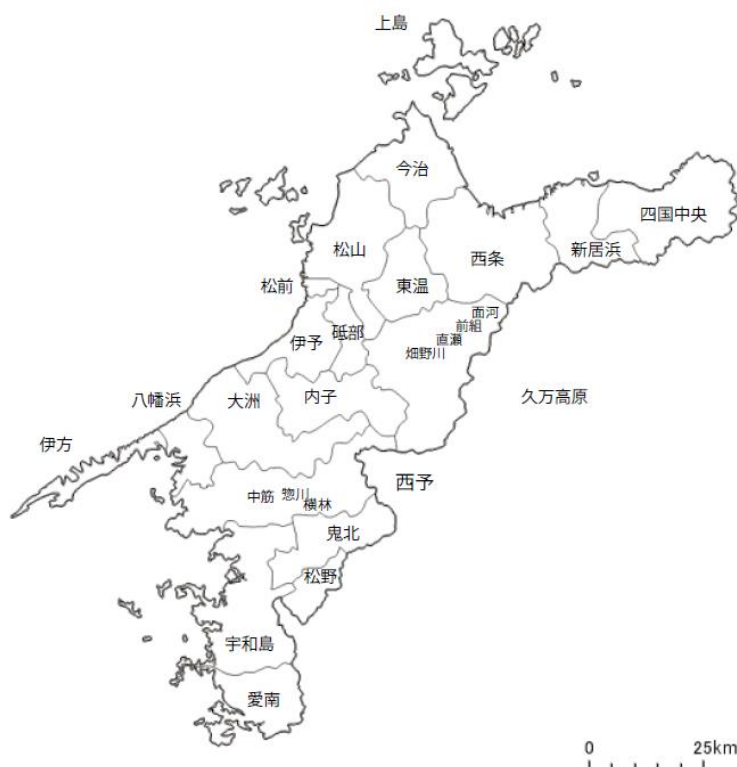 上島
今治
四国中央
松山
新居浜
西条
東温
松前
面河
前組
砥部
直瀬
伊予
畑野川
久万高原
内子
八幡浜
大洲
伊方
西予
惣川
中筋
横林
鬼北
松野
宇和島
愛南
0 25km